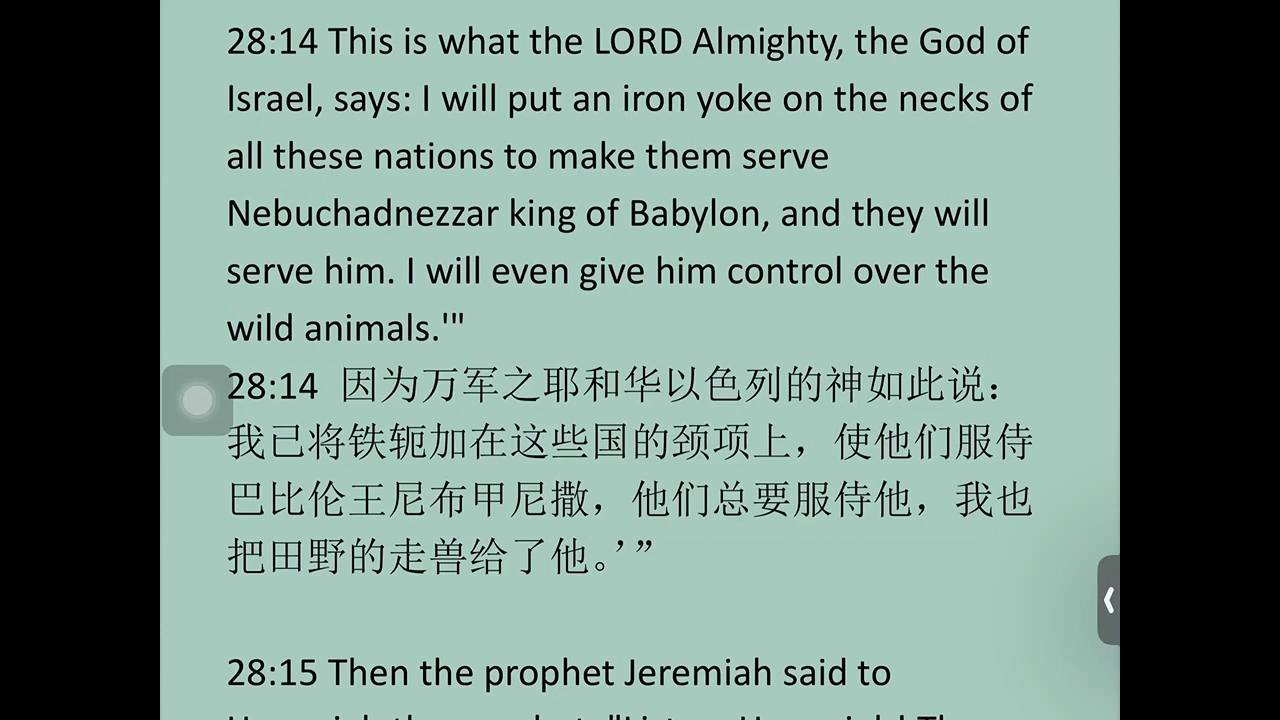 28:14 This is what the LORD Almighty, the God of
Israel, says: I will put an iron yoke on the necks of
all these nations to make them serve
Nebuchadnezzar king of Babylon, and they will
serve him. I will even give him control over the
wild animals.'"
28:14 因为万军之耶和华以色列的神如此说：
我已将铁轭加在这些国的颈项上，使他们服侍
巴比伦王尼布甲尼撒，他们总要服侍他，我也
把田野的走兽给了他。’”
28:15 Then the prophet Jeremiah said to